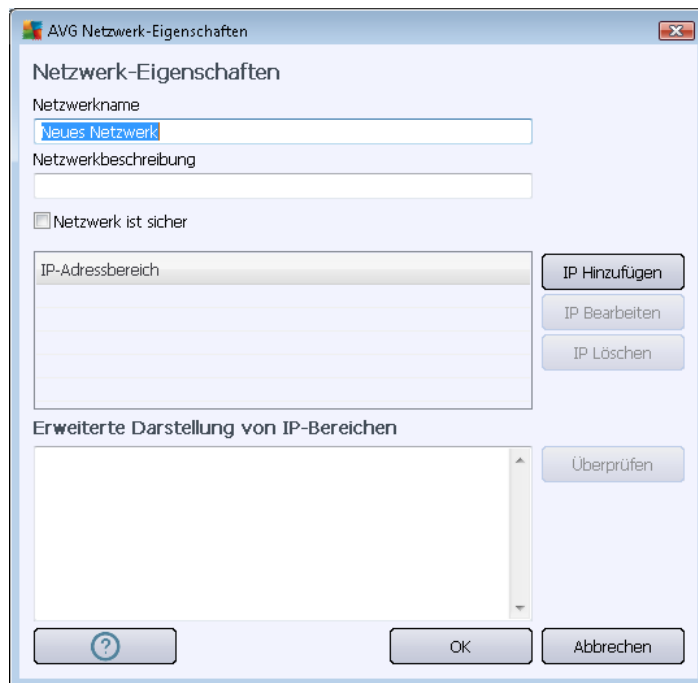 AVG Netzwerk-Eigenschaften
Netzwerk-Eigenschaften
Netzwerkname
Neues Netzwerk
Netzwerkbeschreibung
Netzwerk ist sicher
IP-Adressbereich
IP Hinzufügen
IP Bearbeiten
IP Löschen
Erweiterte Darstellung von IP-Bereichen
Überprüfen
?
OK
Abbrechen